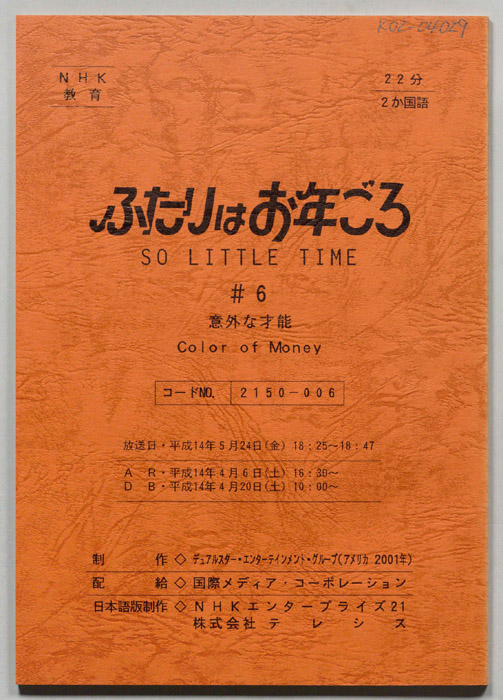 K02-04029
NHK
教育
22分
2か国語
ふたりはお年ごろ
SO LITTLE TIME
#6
意外な才能
Color of Money
コードNO. 2150-006
放送日・平成14年5月24日(金) 18:25~18:47
AR・平成14年4月6日(土) 16:30~
DB・平成14年4月20日(土) 10:00~
制作◇デュアルスター・エンターテインメント・グループ(アメリカ 2001年)
配給◇国際メディア・コーポレーション
日本語版制作◇NHKエンタープライズ21
株式会社テレシス